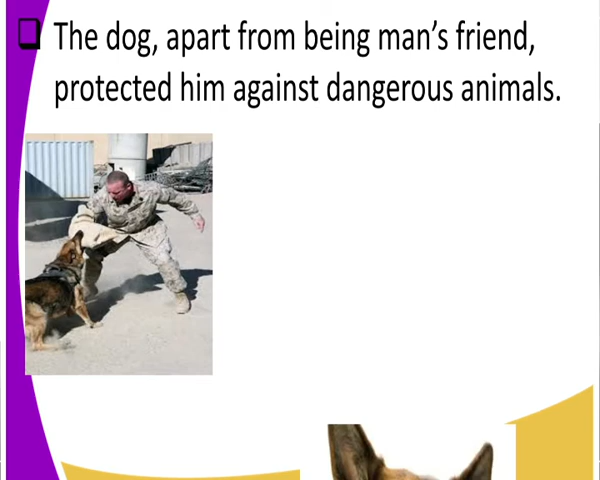 The dog, apart from being man’s friend,
protected him against dangerous animals.